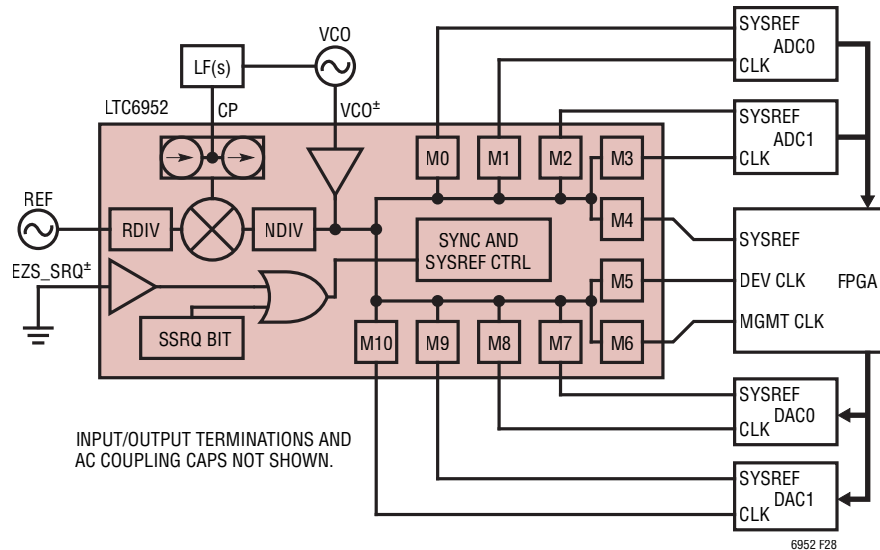 VCO
SYSREF
ADC0
CLK
LF(s)
LTC6952
CP
VCO±
SYSREF
ADC1
CLK
M0
M1
M2
M3
REF
RDIV
NDIV
M4
SYNC AND
SYSREF CTRL
SYSREF
EZS_SRQ±
M5
DEV CLK
FPGA
SSRQ BIT
M10
M9
M8
M7
M6
MGMT CLK
SYSREF
DAC0
CLK
INPUT/OUTPUT TERMINATIONS AND
AC COUPLING CAPS NOT SHOWN.
SYSREF
DAC1
CLK
6952 F28